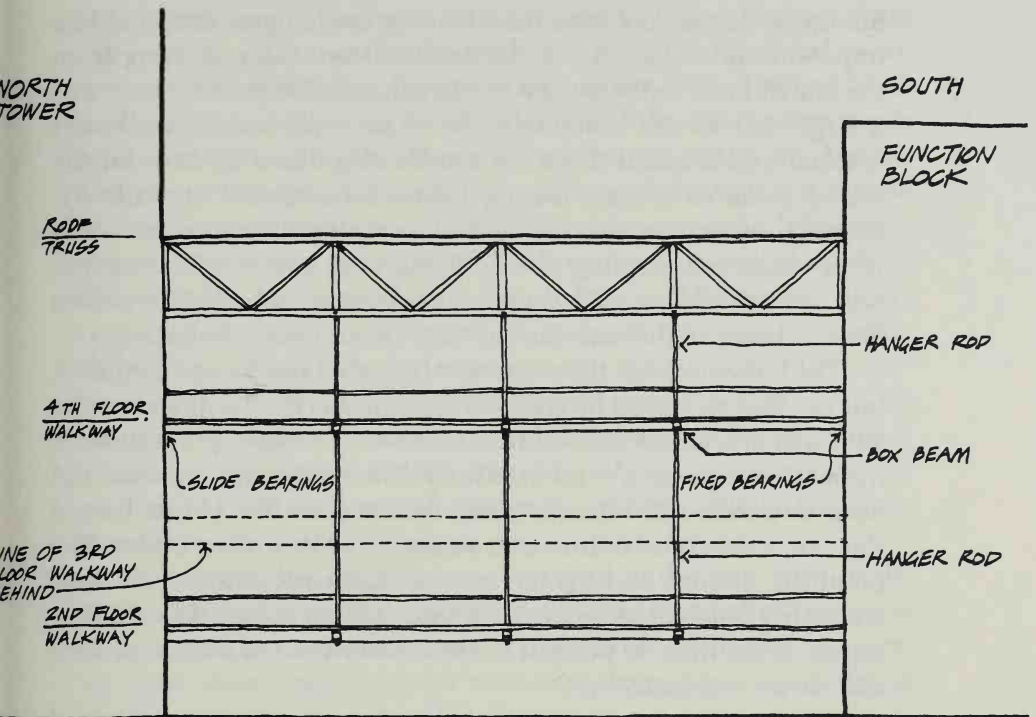 NORTH
TOWER
SOUTH
FUNCTION
BLOCK
ROOF
TRUSS
HANGER ROD
4TH FLOOR
WALKWAY
BOX BEAM
SLIDE BEARINGS
FIXED BEARINGS
LINE OF 3RD
FLOOR WALKWAY
BEHIND
HANGER ROD
2ND FLOOR
WALKWAY